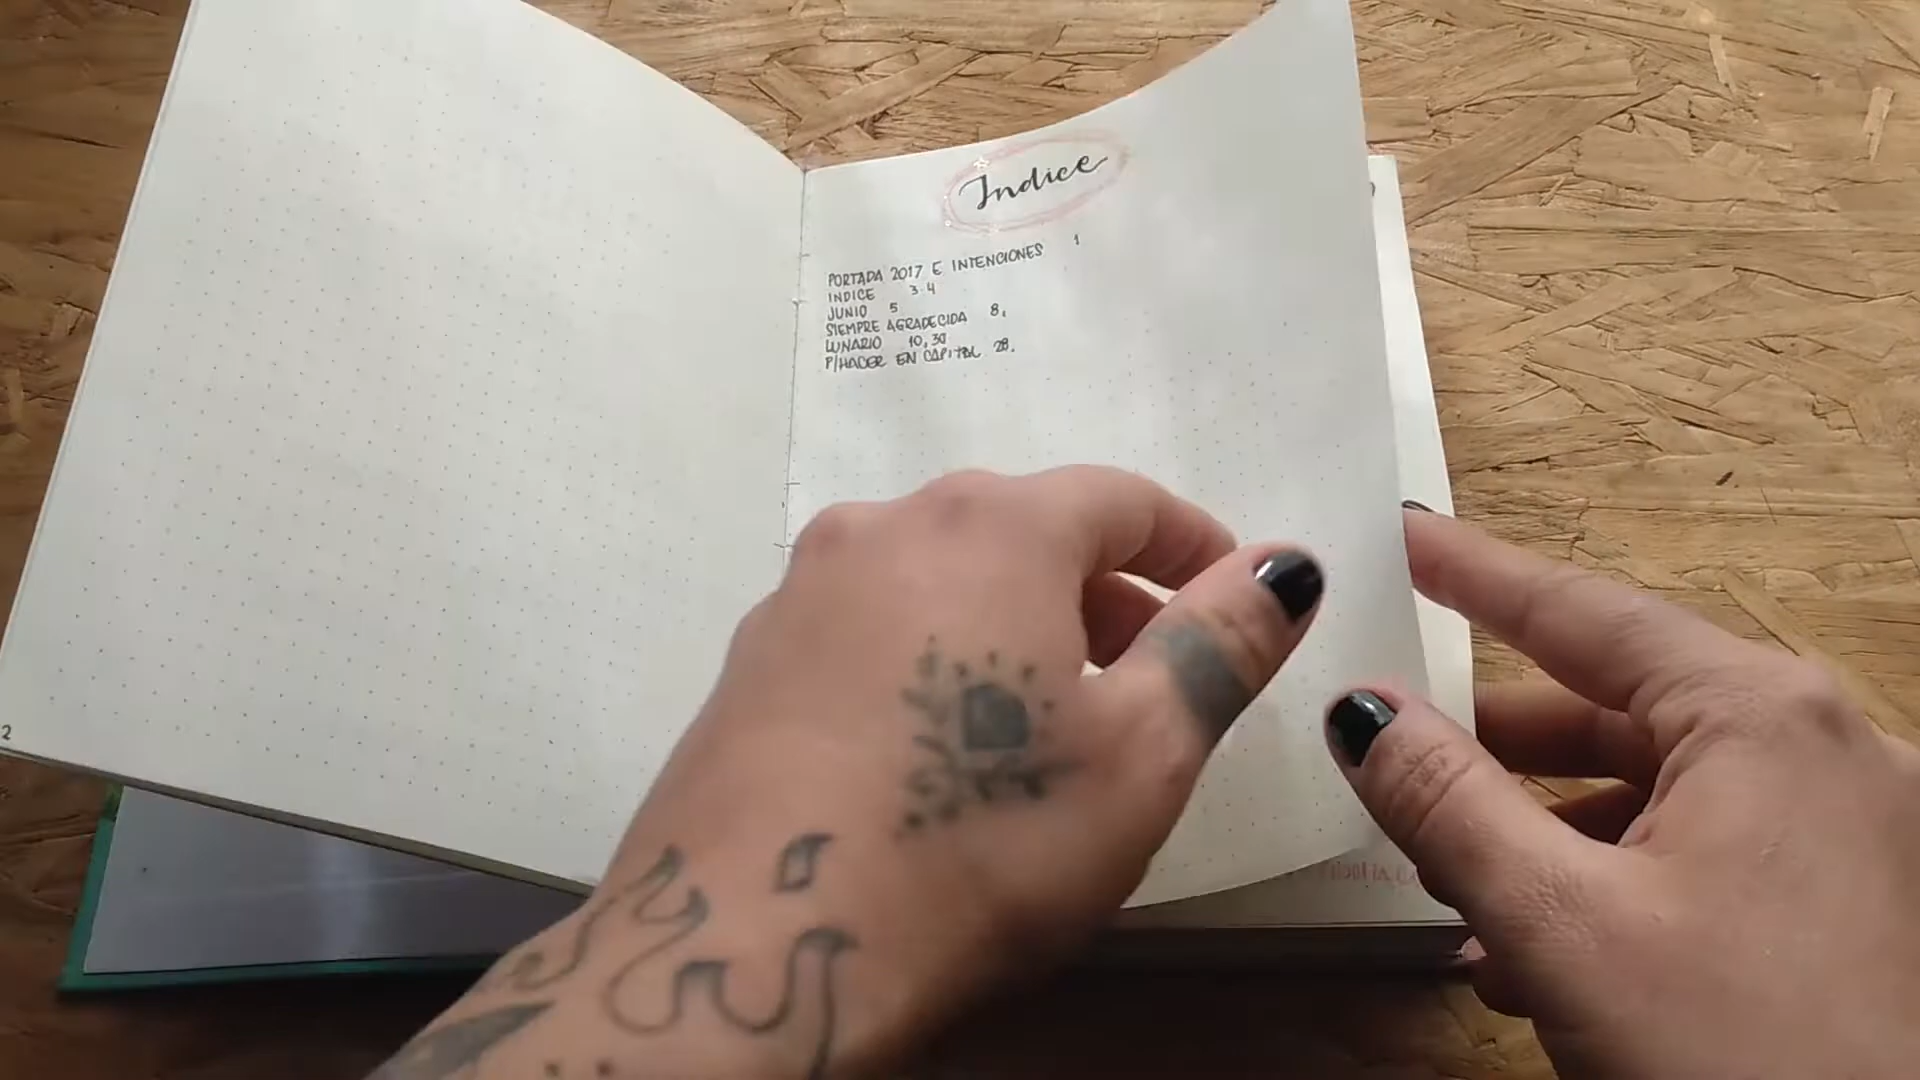 Indice
PORTADA 2017 E INTENCIONES 1
INDICE 3-4
JUNIO 5
SIEMPRE AGRADECIDA 8,
LUNARIO 10, 30
P/HACER EN CAPITAL 28.
2